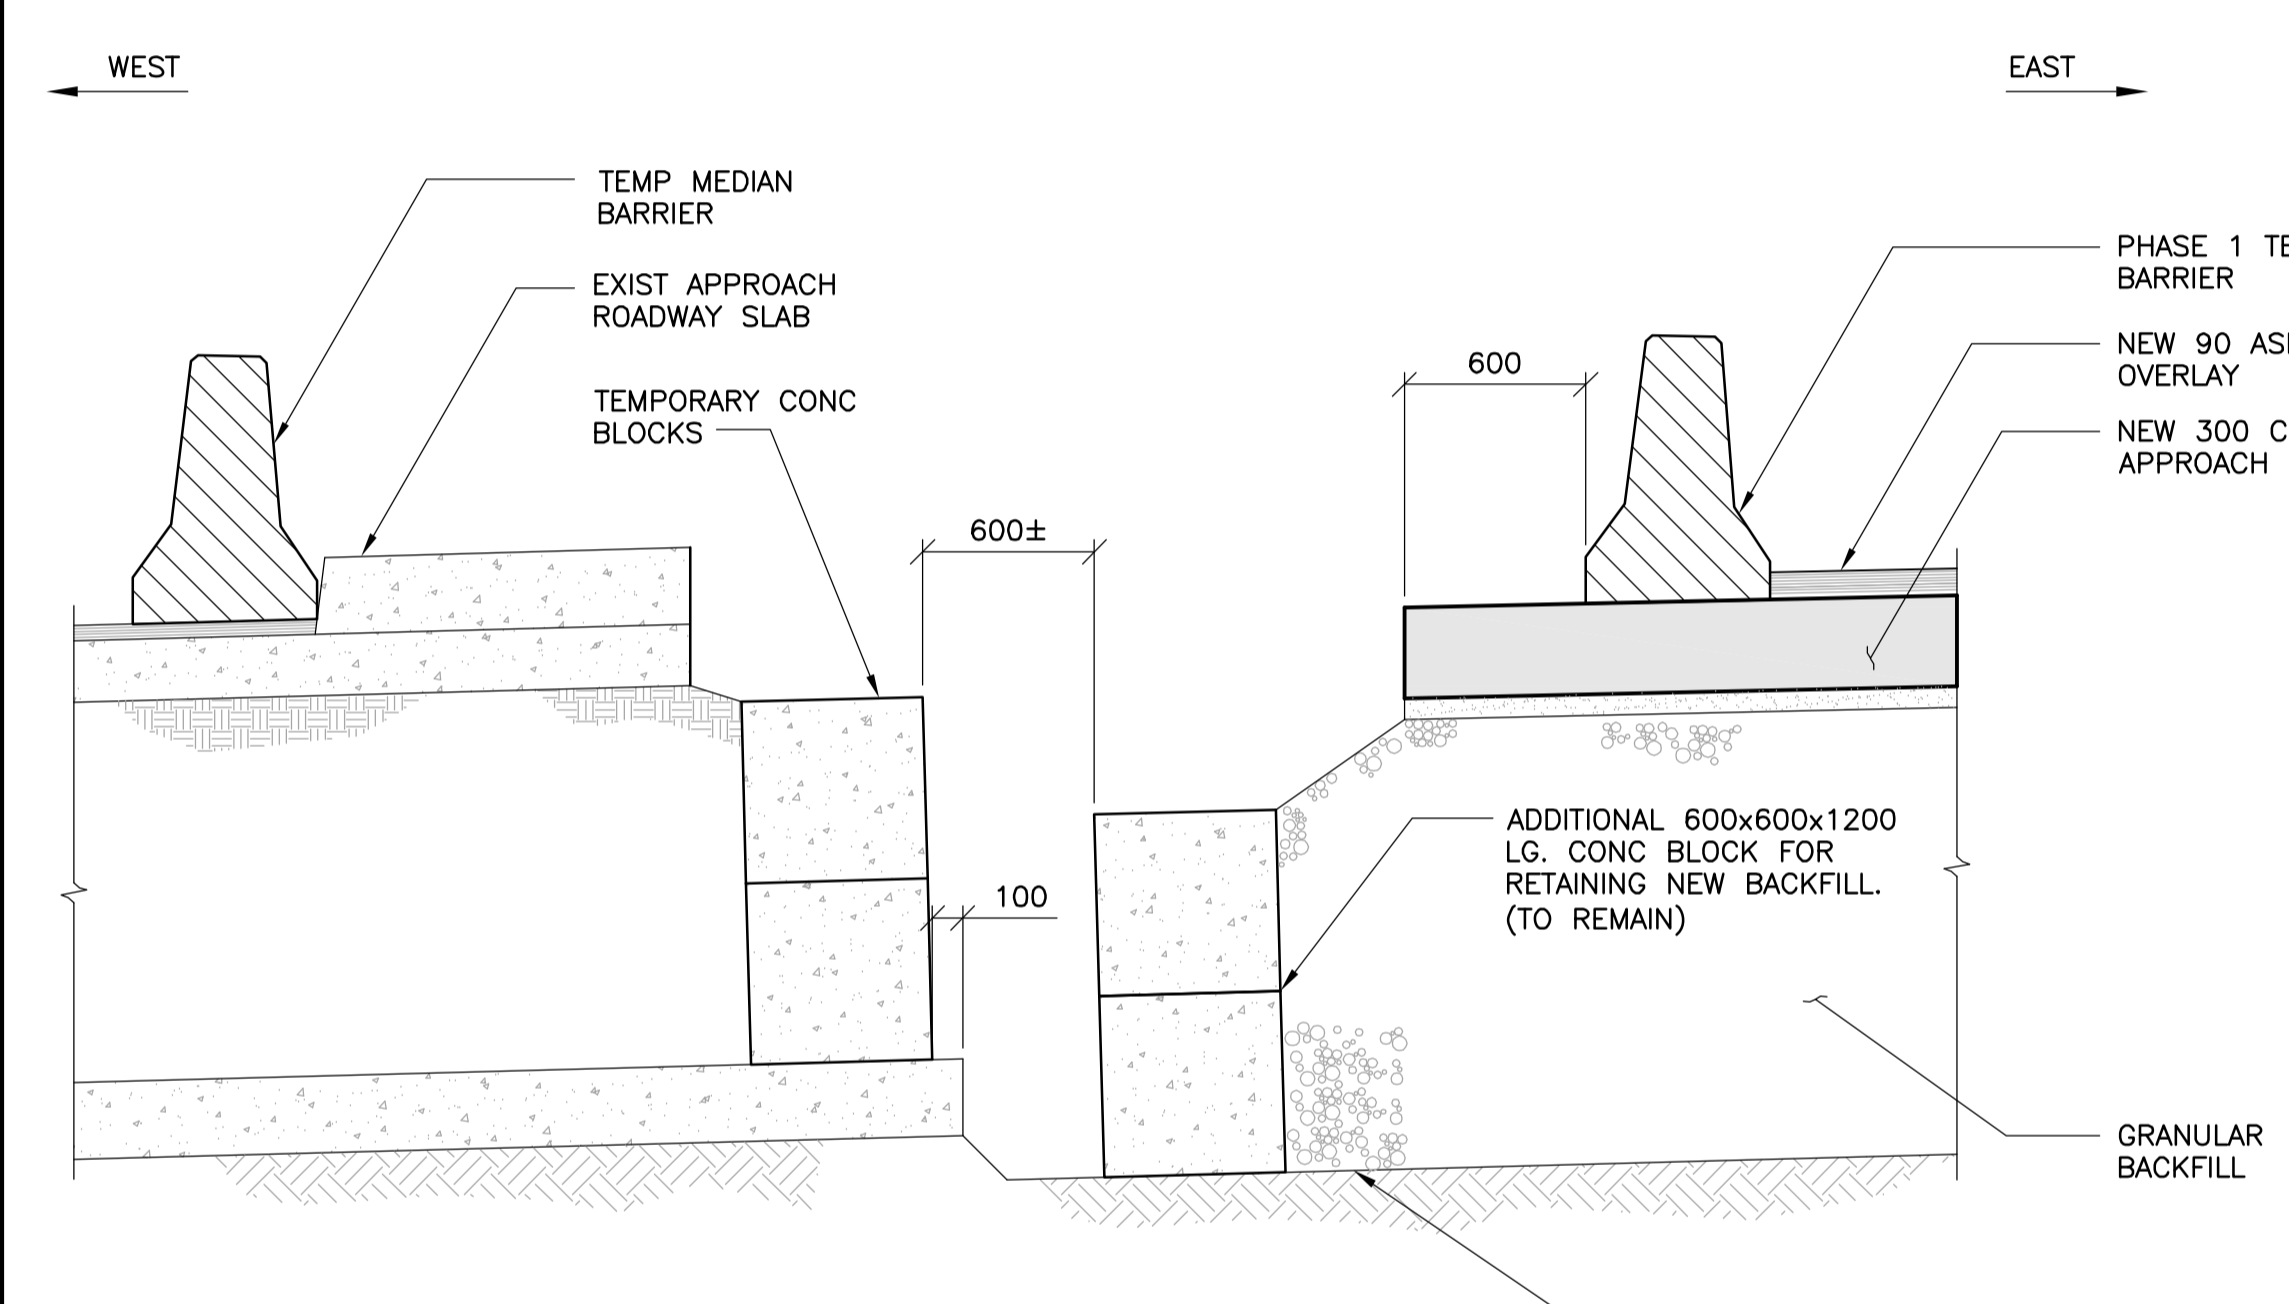 WEST
EAST
TEMP MEDIAN
BARRIER
EXIST APPROACH
ROADWAY SLAB
TEMPORARY CONC
BLOCKS
600±
100
600
PHASE 1
BARRIER
NEW 90
OVERLAY
NEW 300
APPROACH
ADDITIONAL 600x600x1200
LG. CONC BLOCK FOR
RETAINING NEW BACKFILL.
(TO REMAIN)
GRANULAR
BACKFILL